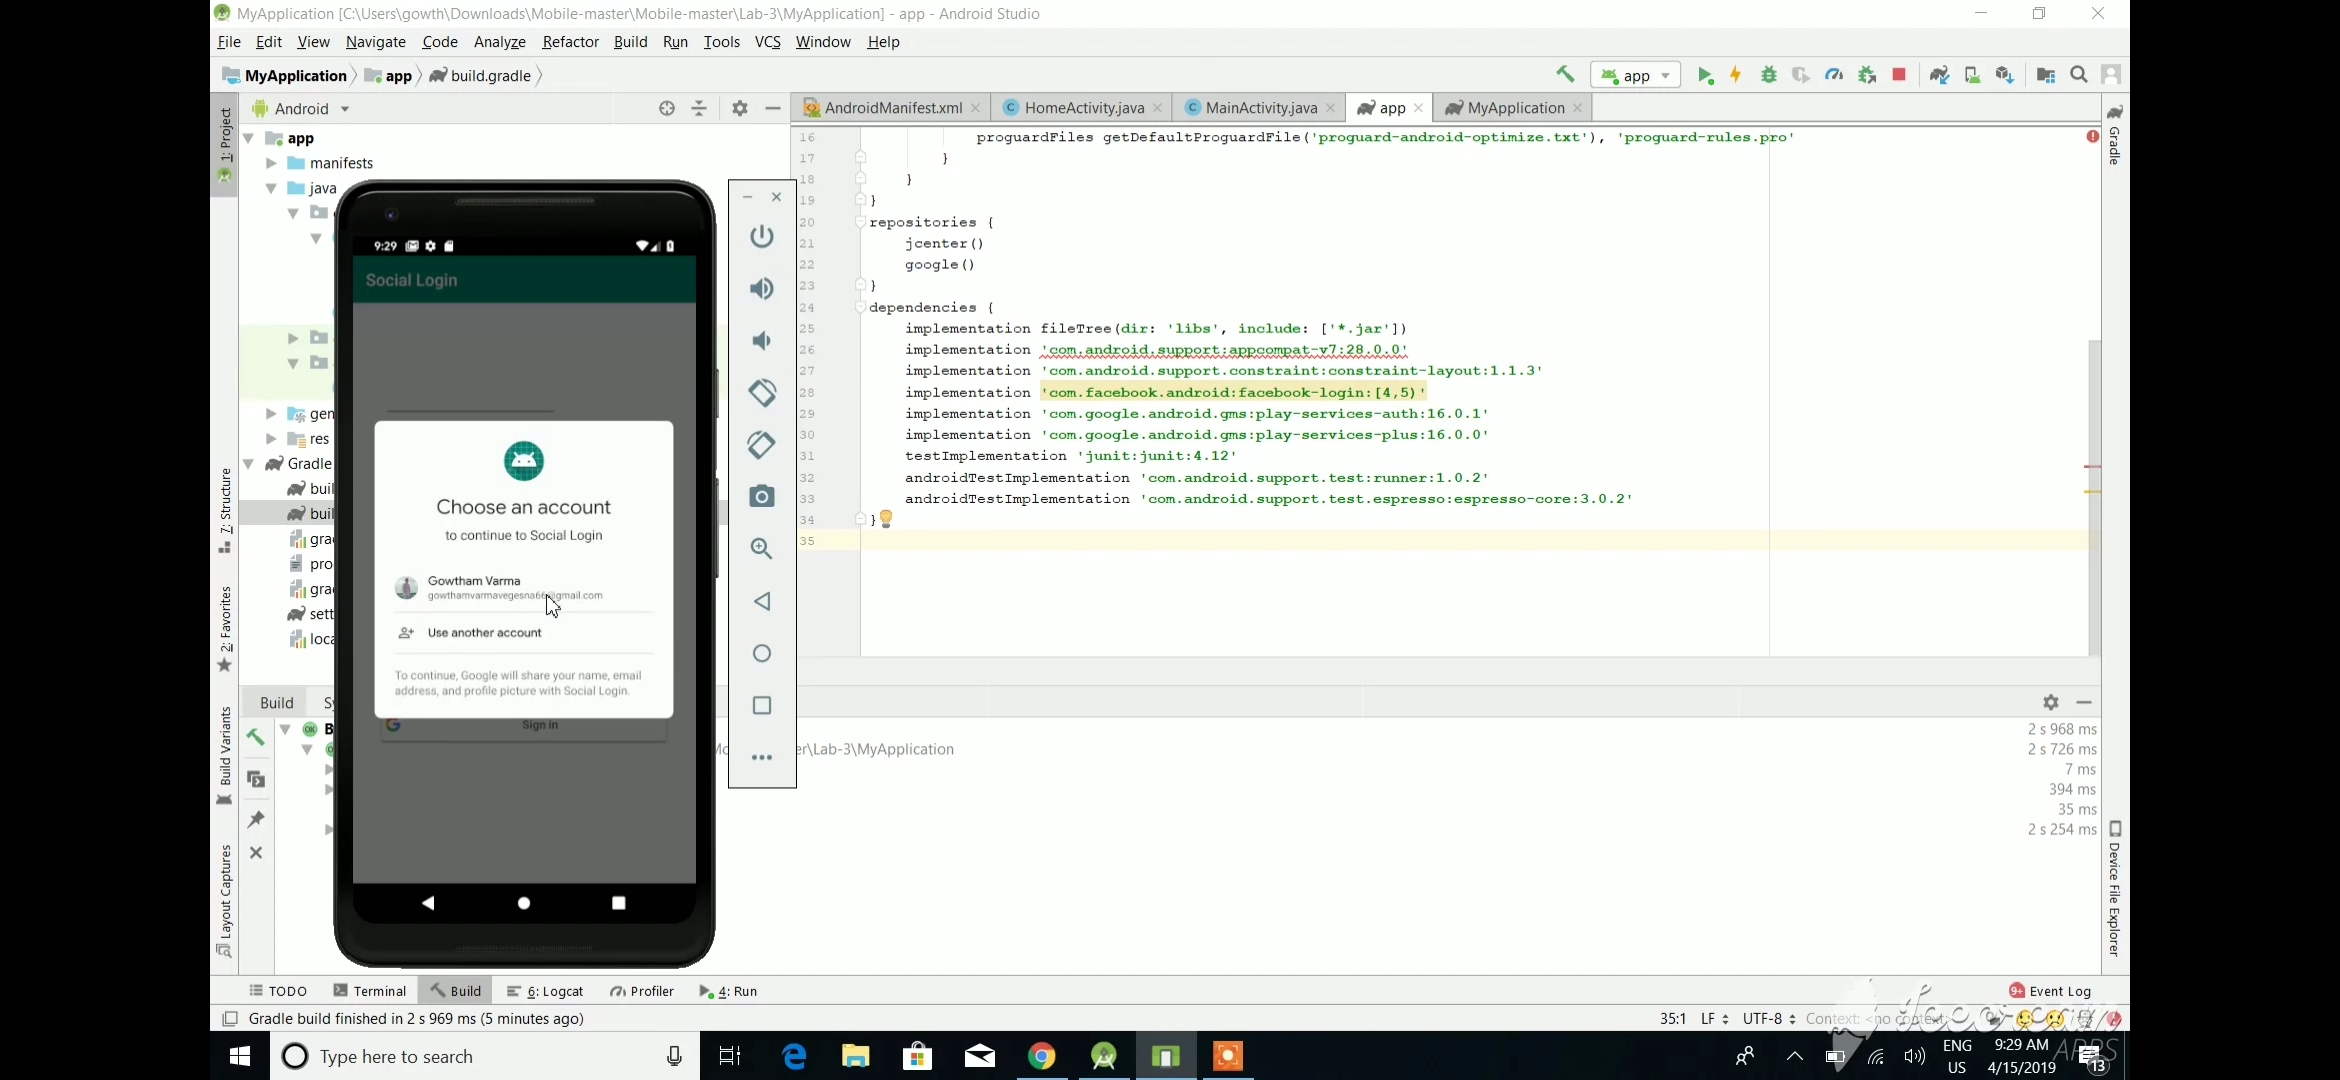 MyApplication [C:\Users\gowth\Downloads\Mobile-master\Mobile-master\Lab-3\MyApplication] - app - Android Studio
File Edit View Navigate Code Analyze Refactor Build Run Tools VCS Window Help
MyApplication app build.gradle
app
Android
AndroidManifest.xml HomeActivity.java MainActivity.java app MyApplication
1: Project
7: Structure
2: Favorites
Build Variants
Layout Captures
Gradle
Device File Explorer
app
manifests
java
gen
res
Gradle
buil
buil
gra
pro
gra
sett
loca
16 proguardFiles getDefaultProguardFile('proguard-android-optimize.txt'), 'proguard-rules.pro'
17 }
18 }
19 }
20 repositories {
21 jcenter()
22 google()
23 }
24 dependencies {
25 implementation fileTree(dir: 'libs', include: ['*.jar'])
26 implementation 'com.android.support:appcompat-v7:28.0.0'
27 implementation 'com.android.support.constraint:constraint-layout:1.1.3'
28 implementation 'com.facebook.android:facebook-login:[4,5)'
29 implementation 'com.google.android.gms:play-services-auth:16.0.1'
30 implementation 'com.google.android.gms:play-services-plus:16.0.0'
31 testImplementation 'junit:junit:4.12'
32 androidTestImplementation 'com.android.support.test:runner:1.0.2'
33 androidTestImplementation 'com.android.support.test.espresso:espresso-core:3.0.2'
34 }
35
9:29
Social Login
Choose an account
to continue to Social Login
Gowtham Varma
gowthamvarmavegesna66@gmail.com
Use another account
To continue, Google will share your name, email
address, and profile picture with Social Login.
Sign in
Build Sy
B
er\Lab-3\MyApplication
2 s 968 ms
2 s 726 ms
7 ms
394 ms
35 ms
2 s 254 ms
TODO Terminal Build 6: Logcat Profiler 4: Run 9+ Event Log
Gradle build finished in 2 s 969 ms (5 minutes ago)
35:1 LF UTF-8 Context: <no context>
Type here to search
ENG
US
9:29 AM
4/15/2019
13
APPS